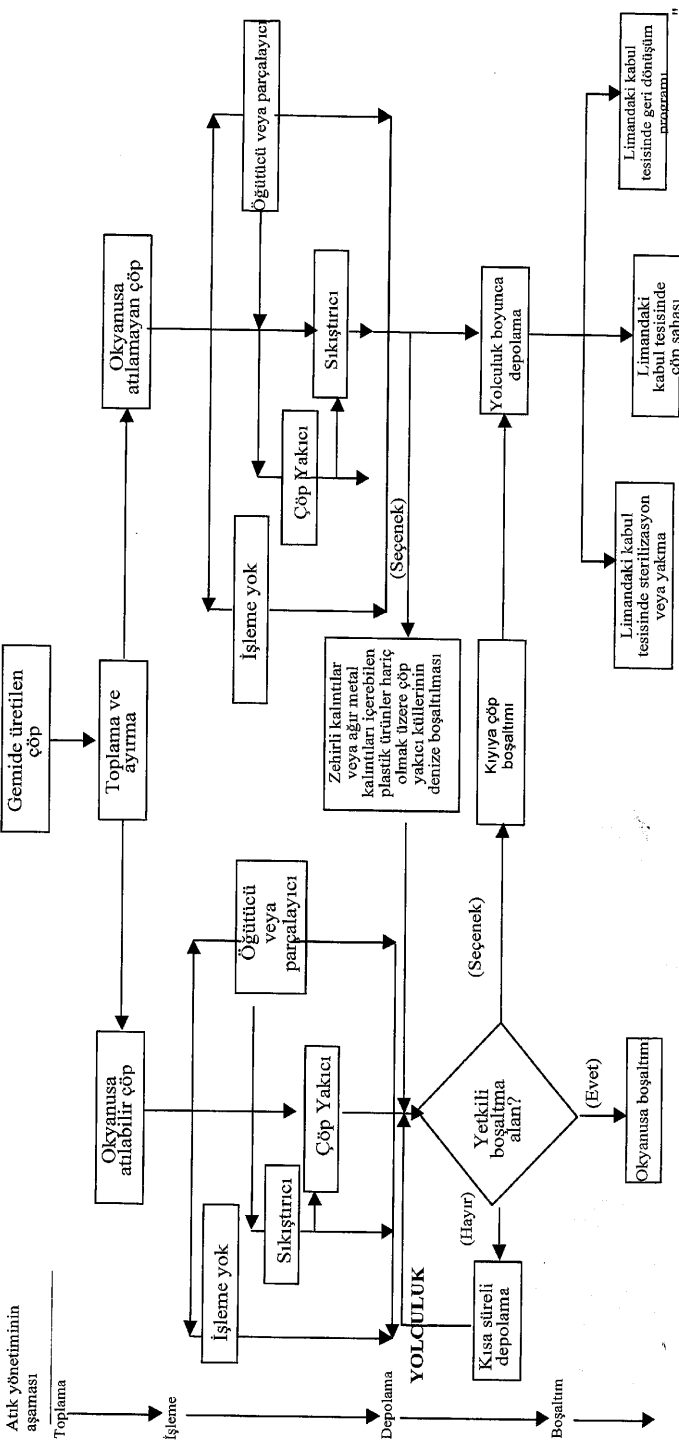 Atık yönetiminin
aşaması
Toplama
İşleme
Depolama
Boşaltım
Gemide üretilen
çöp
Toplama ve
ayırma
Okyanusa
atılabilir çöp
Okyanusa
atılamayan çöp
İşleme yok
Sıkıştırıcı
Çöp Yakıcı
Öğütücü
veya
parçalayıcı
İşleme yok
Çöp Yakıcı
Sıkıştırıcı
Öğütücü veya parçalayıcı
YOLCULUK
Zehirli kalıntılar
veya ağır metal
kalıntıları içerebilen
plastik ürünler hariç
olmak üzere çöp
yakıcı küllerinin
denize boşaltılması
(Seçenek)
Kısa süreli
depolama
(Hayır)
Yetkili
boşaltma
alan?
(Seçenek)
Kıyıya çöp
boşaltımı
Yolculuk boyunca
depolama
(Evet)
Okyanusa boşaltımı
Limandaki kabul
tesisinde sterilizasyon
veya yakma
Limandaki
kabul tesisinde
çöp sahası
Limandaki kabul
tesisinde geri dönüşüm
programı
"